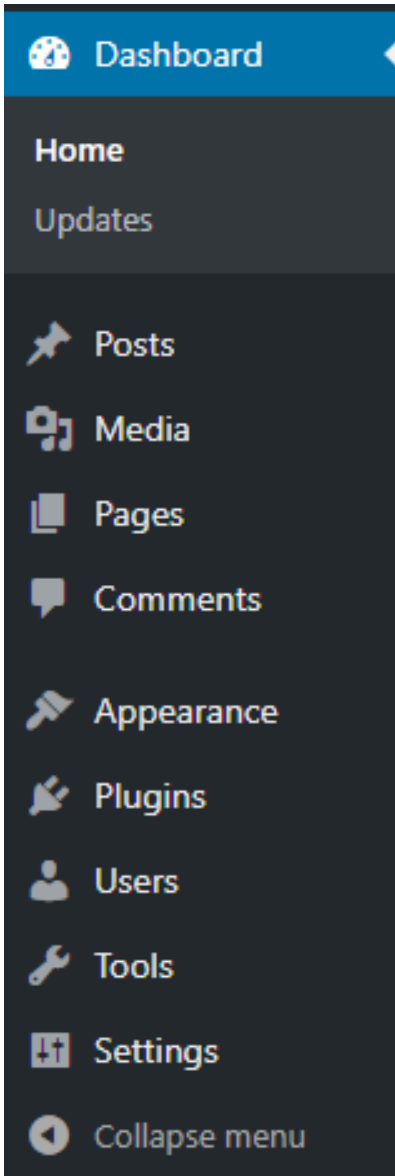 Dashboard
Home
Updates
Posts
Media
Pages
Comments
Appearance
Plugins
Users
Tools
Settings
Collapse menu